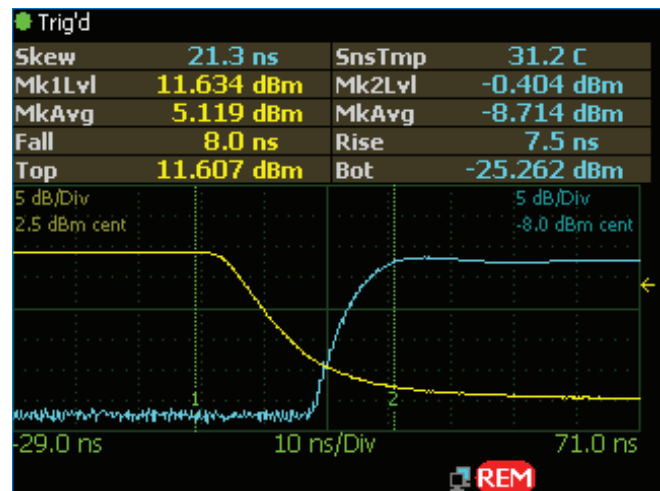 Trig'd
Skew 21.3 ns SnsTmp 31.2 C
Mk1Lvl 11.634 dBm Mk2Lvl -0.404 dBm
MkAvg 5.119 dBm MkAvg -8.714 dBm
Fall 8.0 ns Rise 7.5 ns
Top 11.607 dBm Bot -25.262 dBm
5 dB/Div 5 dB/Div
2.5 dBm cent -8.0 dBm cent
1 2
-29.0 ns 10 ns/Div 71.0 ns
REM